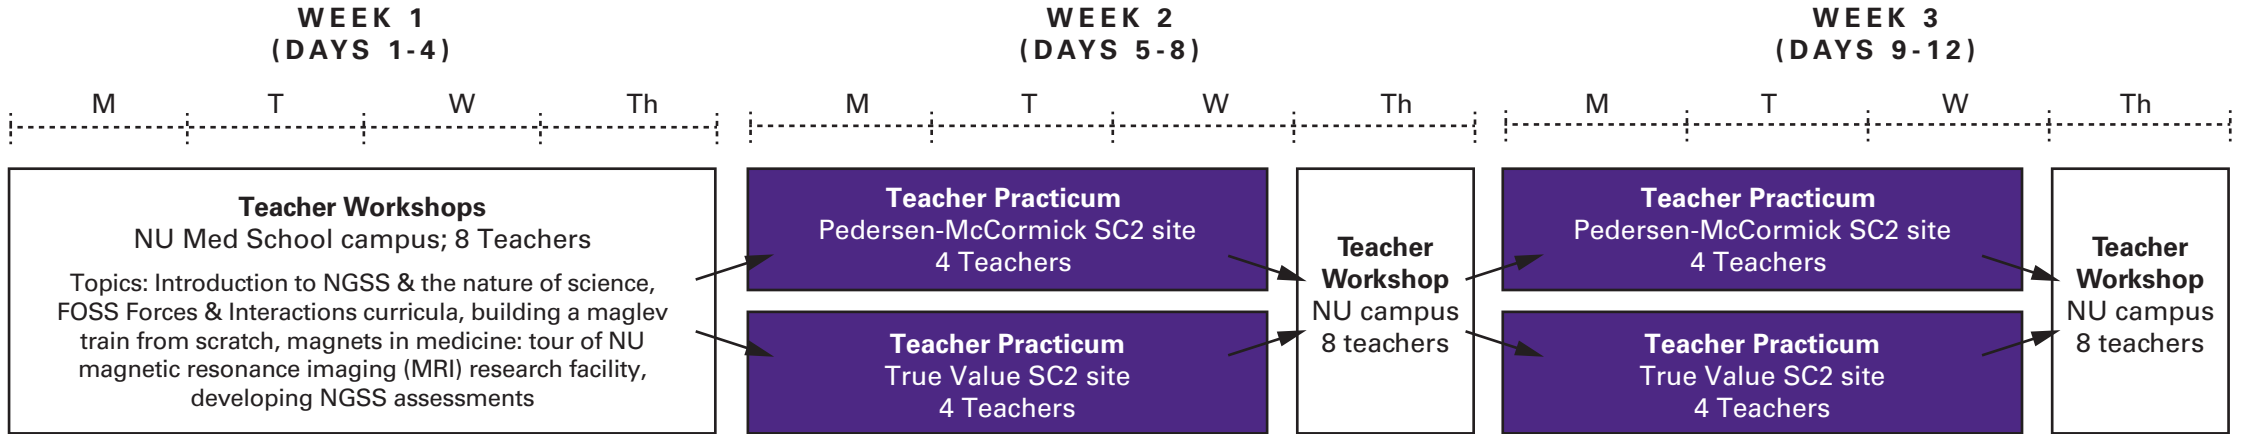 WEEK 1
(DAYS 1-4)
WEEK 2
(DAYS 5-8)
WEEK 3
(DAYS 9-12)
M T W Th
M T W Th
M T W Th
Teacher Workshops
NU Med School campus; 8 Teachers
Topics: Introduction to NGSS & the nature of science,
FOSS Forces & Interactions curricula, building a maglev
train from scratch, magnets in medicine: tour of NU
magnetic resonance imaging (MRI) research facility,
developing NGSS assessments
Teacher Practicum
Pedersen-McCormick SC2 site
4 Teachers
Teacher Practicum
True Value SC2 site
4 Teachers
Teacher
Workshop
NU campus
8 teachers
Teacher Practicum
Pedersen-McCormick SC2 site
4 Teachers
Teacher Practicum
True Value SC2 site
4 Teachers
Teacher
Workshop
NU campus
8 teachers